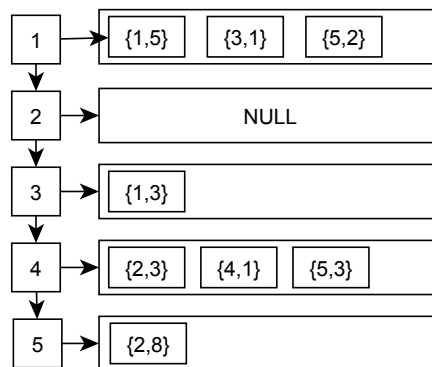 1 {1,5} {3,1} {5,2}
2 NULL
3 {1,3}
4 {2,3} {4,1} {5,3}
5 {2,8}